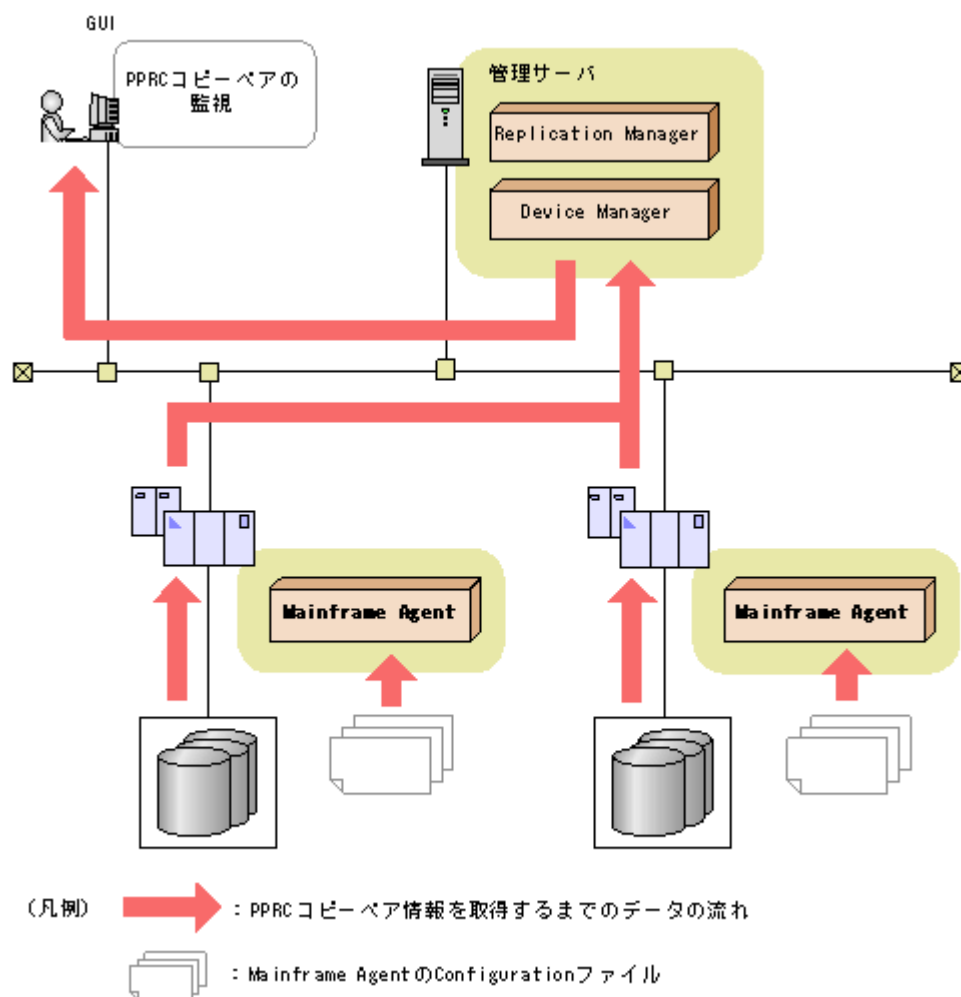 GUI
PPRCコピーペアの
監視
管理サーバ
Replication Manager
Device Manager
Mainframe Agent
Mainframe Agent
(凡例)
：PPRCコピーペア情報を取得するまでのデータの流れ
：Mainframe AgentのConfigurationファイル